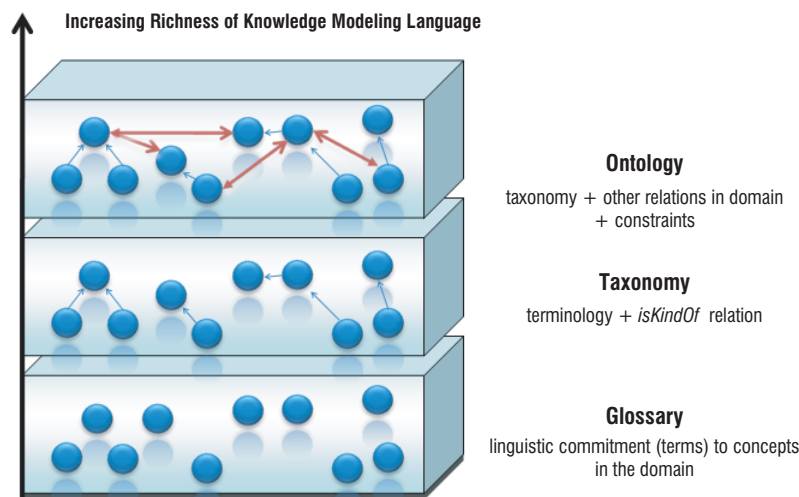 Increasing Richness of Knowledge Modeling Language
Ontology
taxonomy + other relations in domain
+ constraints
Taxonomy
terminology + isKindOf relation
Glossary
linguistic commitment (terms) to concepts
in the domain